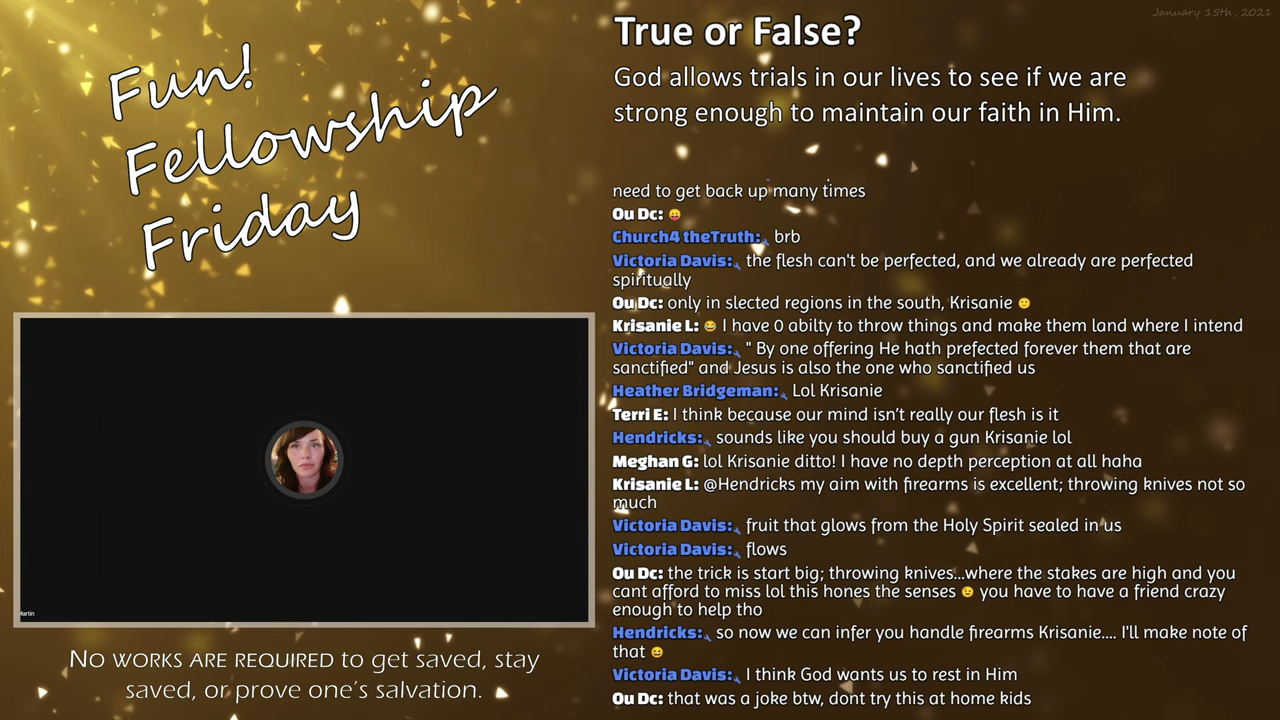 January 15th, 2021
Fun!
Fellowship
Friday
True or False?
God allows trials in our lives to see if we are
strong enough to maintain our faith in Him.
need to get back up many times
Ou Dc: 😛
Church4 theTruth: brb
Victoria Davis: the flesh can't be perfected, and we already are perfected
spiritually
Ou Dc: only in slected regions in the south, Krisanie 🙂
Krisanie L: 😂 I have 0 abilty to throw things and make them land where I intend
Victoria Davis: " By one offering He hath prefected forever them that are
sanctified" and Jesus is also the one who sanctified us
Heather Bridgeman: Lol Krisanie
Terri E: I think because our mind isn't really our flesh is it
Hendricks: sounds like you should buy a gun Krisanie lol
Meghan G: lol Krisanie ditto! I have no depth perception at all haha
Krisanie L: @Hendricks my aim with firearms is excellent; throwing knives not so
much
Victoria Davis: fruit that glows from the Holy Spirit sealed in us
Victoria Davis: flows
Ou Dc: the trick is start big; throwing knives...where the stakes are high and you
cant afford to miss lol this hones the senses 😉 you have to have a friend crazy
enough to help tho
Hendricks: so now we can infer you handle firearms Krisanie.... I'll make note of
that 😄
Victoria Davis: I think God wants us to rest in Him
Ou Dc: that was a joke btw, dont try this at home kids
Martin
NO WORKS ARE REQUIRED to get saved, stay
saved, or prove one's salvation.